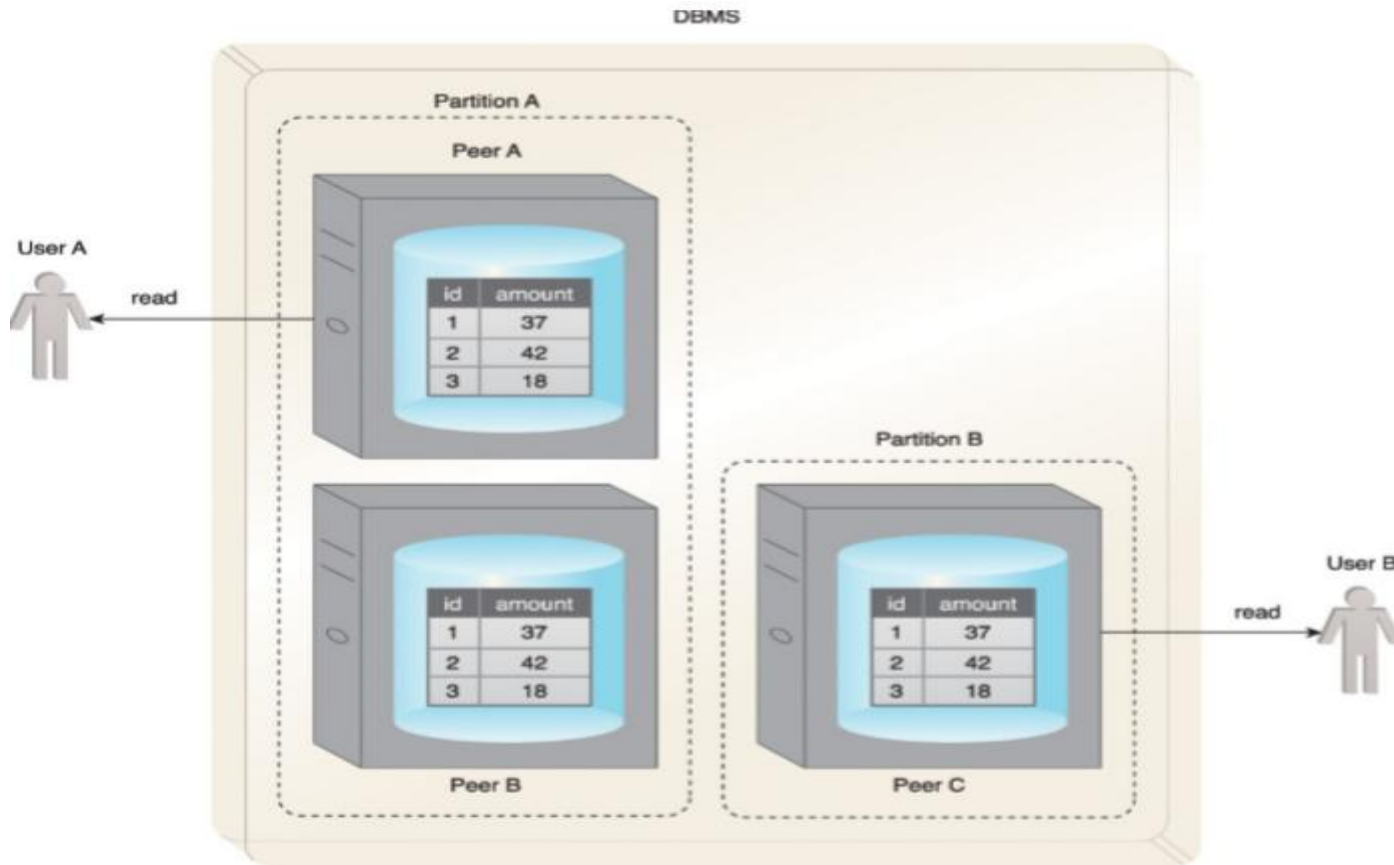 DBMS
Partition A
Peer A
User A
read
id amount
1 37
2 42
3 18
Partition B
id amount
1 37
2 42
3 18
Peer B
id amount
1 37
2 42
3 18
Peer C
User B
read